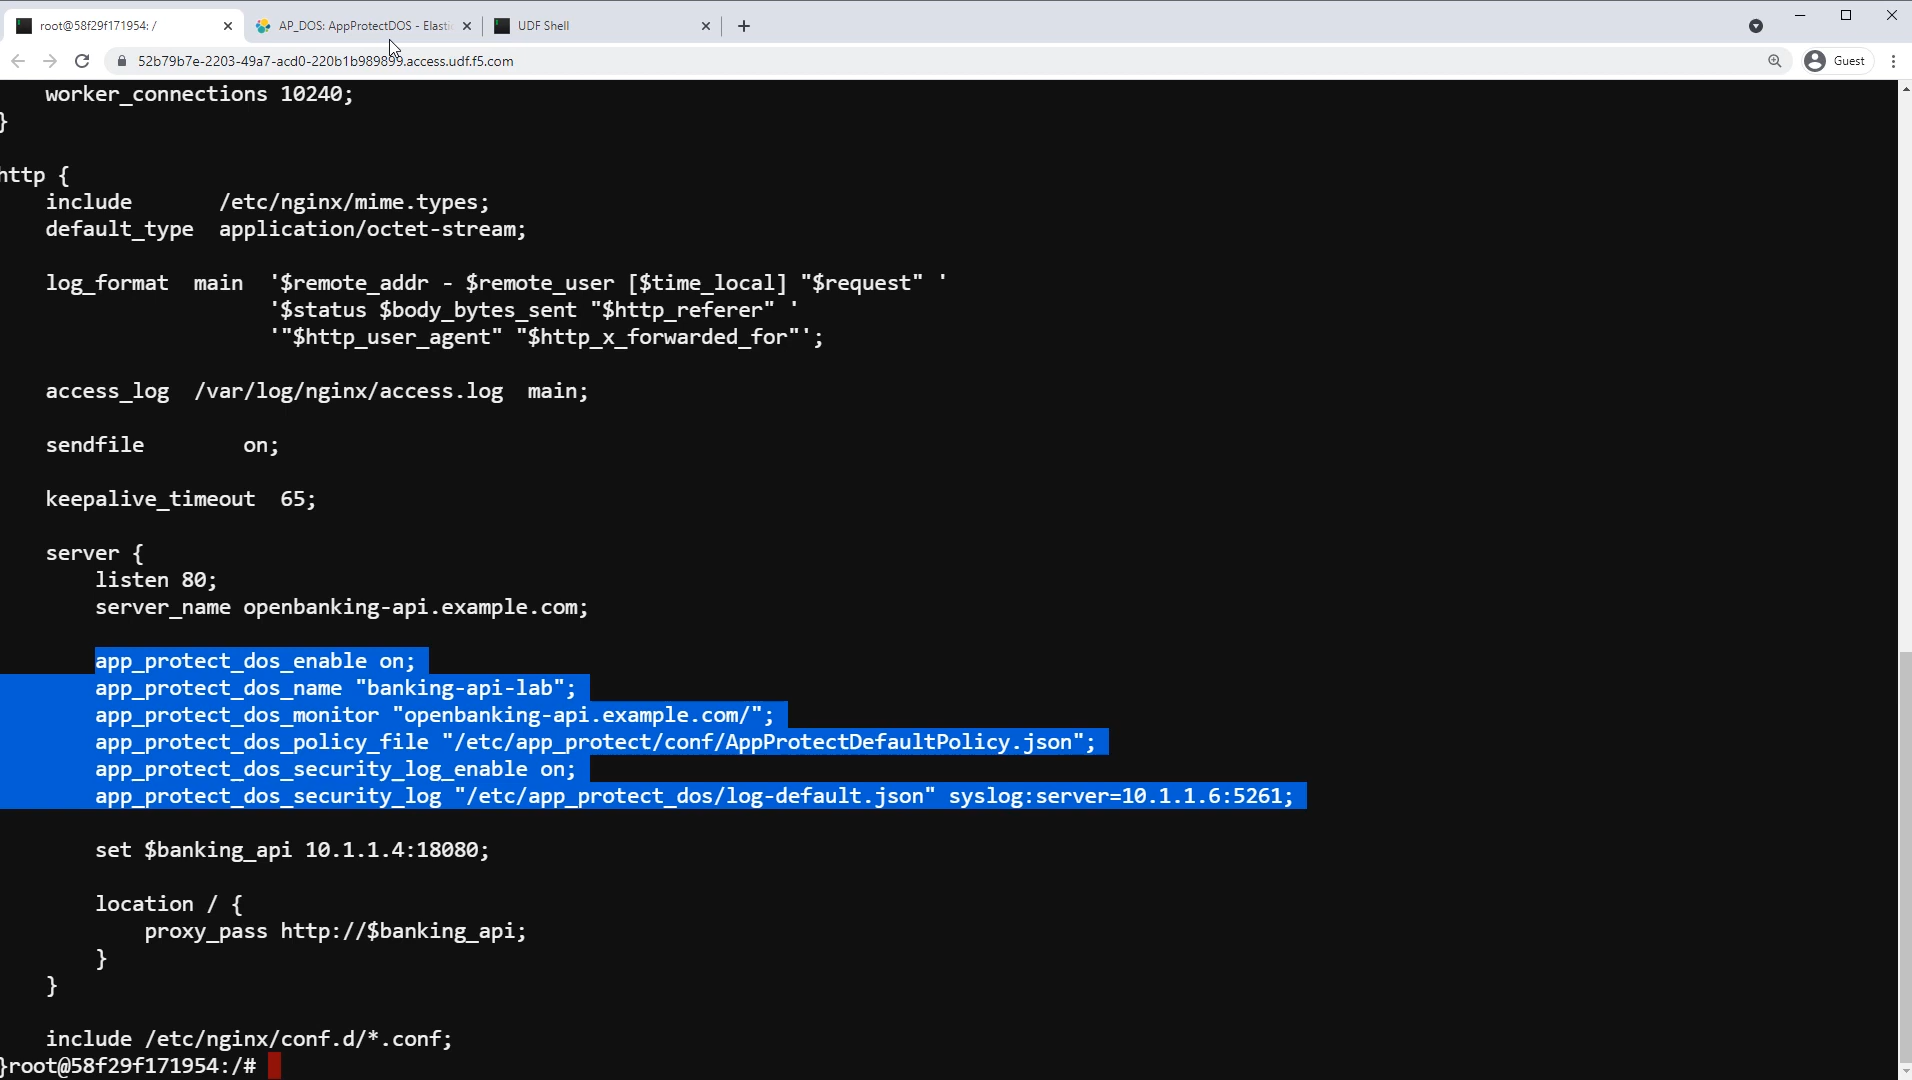 root@58f29f171954: /
AP_DOS: AppProtectDOS - Elasti
UDF Shell
52b79b7e-2203-49a7-acd0-220b1b989899.access.udf.f5.com
Guest
    worker_connections 10240;
}
http {
    include       /etc/nginx/mime.types;
    default_type  application/octet-stream;
    log_format  main  '$remote_addr - $remote_user [$time_local] "$request" '
                      '$status $body_bytes_sent "$http_referer" '
                      '"$http_user_agent" "$http_x_forwarded_for"';
    access_log  /var/log/nginx/access.log  main;
    sendfile        on;
    keepalive_timeout  65;
    server {
        listen 80;
        server_name openbanking-api.example.com;
        app_protect_dos_enable on;
        app_protect_dos_name "banking-api-lab";
        app_protect_dos_monitor "openbanking-api.example.com/";
        app_protect_dos_policy_file "/etc/app_protect/conf/AppProtectDefaultPolicy.json";
        app_protect_dos_security_log_enable on;
        app_protect_dos_security_log "/etc/app_protect_dos/log-default.json" syslog:server=10.1.1.6:5261;
        set $banking_api 10.1.1.4:18080;
        location / {
            proxy_pass http://$banking_api;
        }
    }
    include /etc/nginx/conf.d/*.conf;
}root@58f29f171954:/#